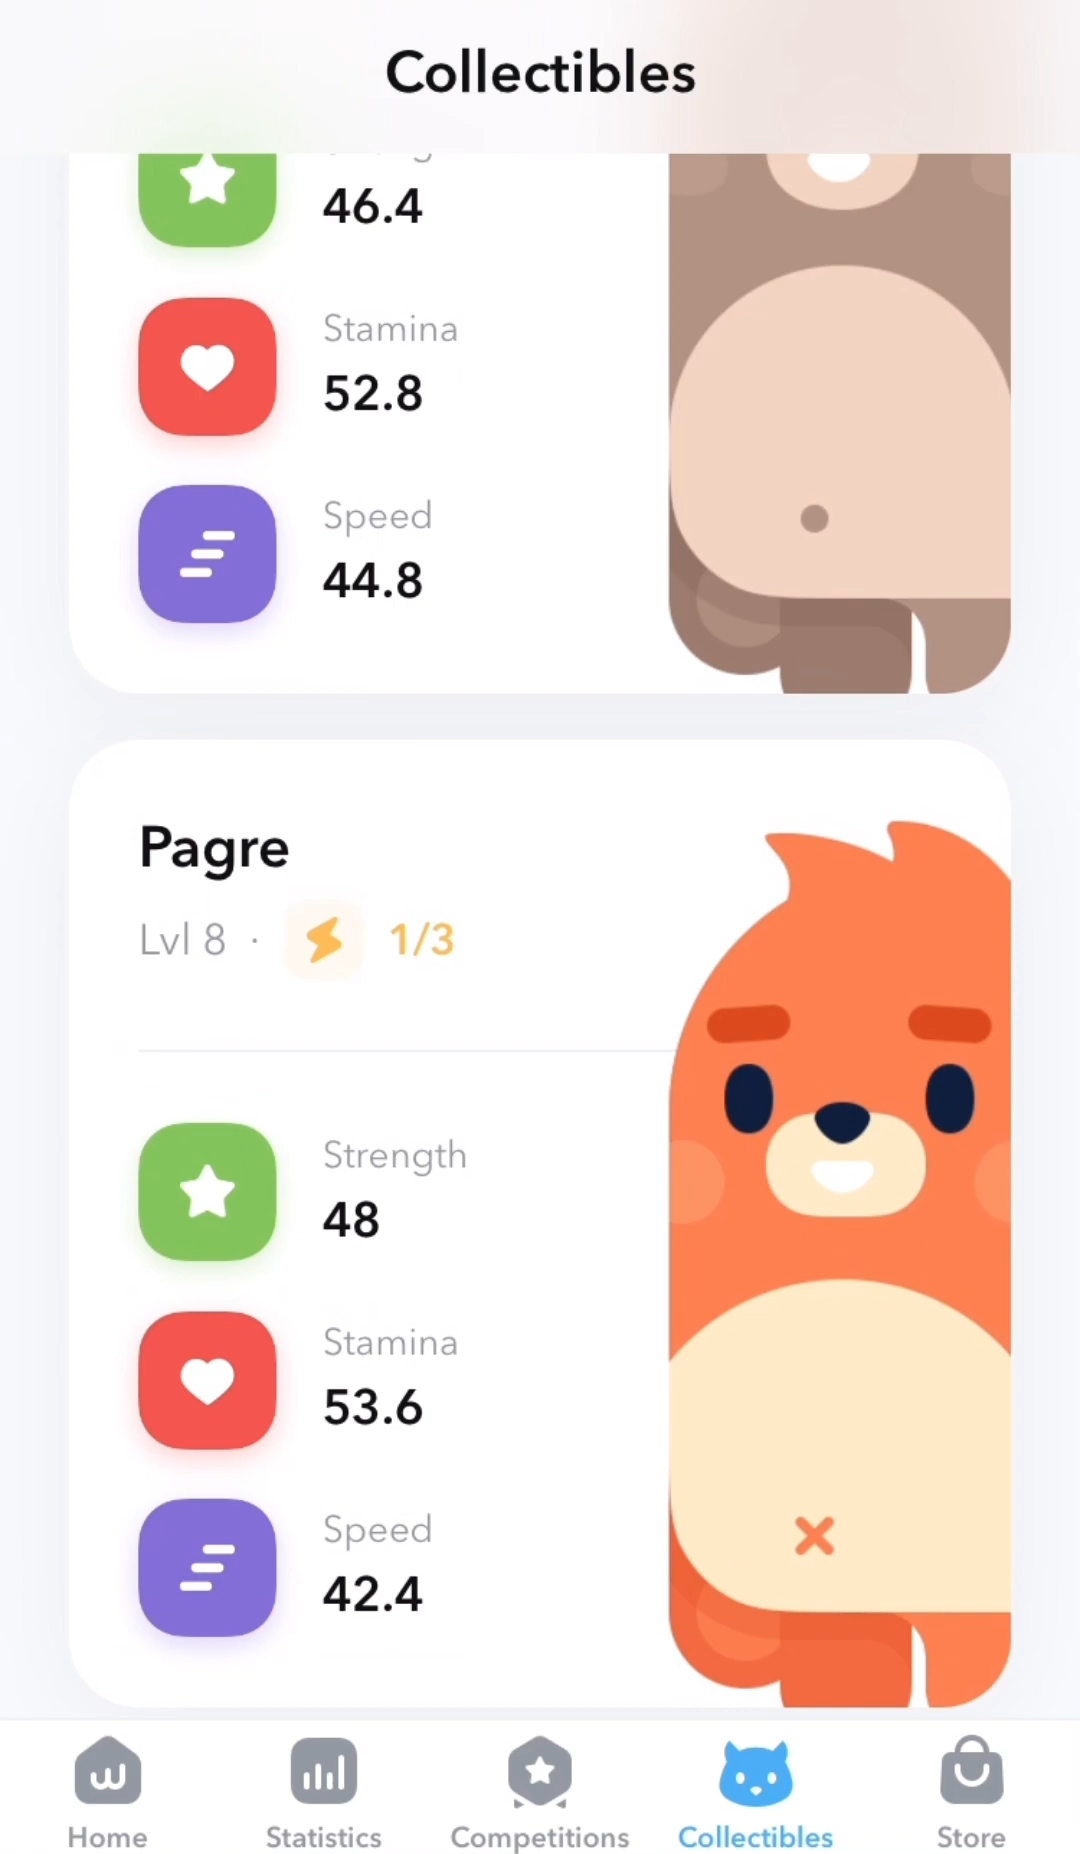 Collectibles
46.4
Stamina
52.8
Speed
44.8
Pagre
Lvl 8 · 1/3
Strength
48
Stamina
53.6
Speed
42.4
Home Statistics Competitions Collectibles Store